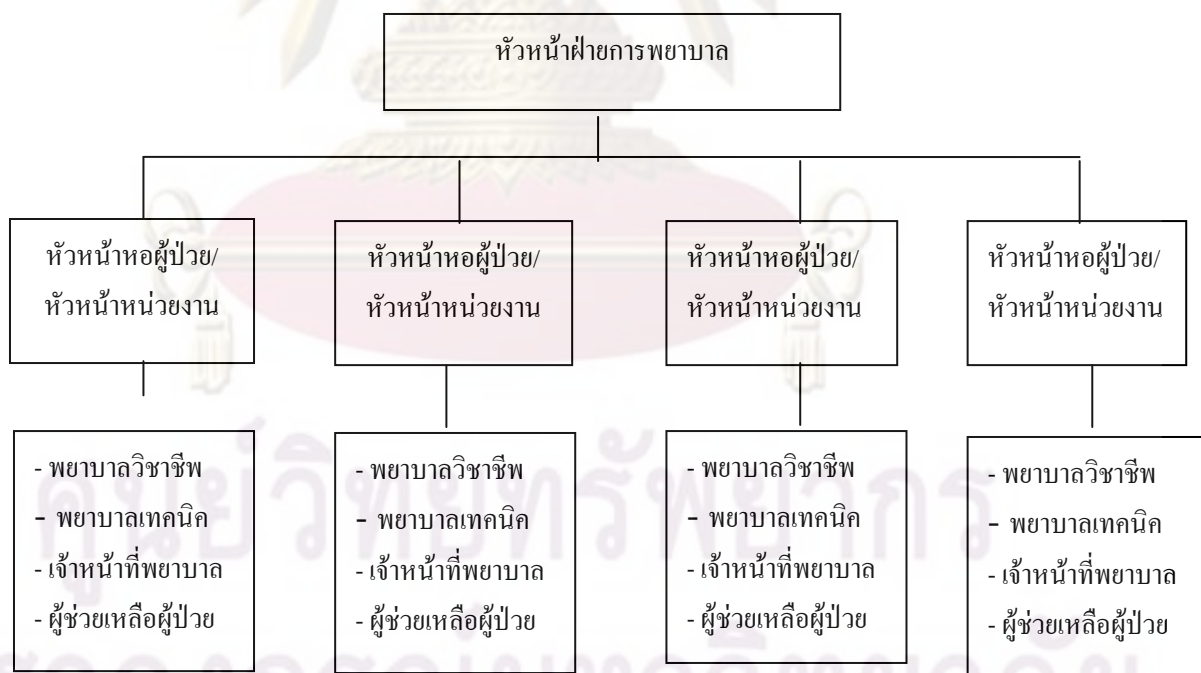 หัวหน้าฝ่ายการพยาบาล
หัวหน้าหอผู้ป่วย/
หัวหน้าหน่วยงาน
หัวหน้าหอผู้ป่วย/
หัวหน้าหน่วยงาน
หัวหน้าหอผู้ป่วย/
หัวหน้าหน่วยงาน
หัวหน้าหอผู้ป่วย/
หัวหน้าหน่วยงาน
- พยาบาลวิชาชีพ
- พยาบาลเทคนิค
- เจ้าหน้าที่พยาบาล
- ผู้ช่วยเหลือผู้ป่วย
- พยาบาลวิชาชีพ
- พยาบาลเทคนิค
- เจ้าหน้าที่พยาบาล
- ผู้ช่วยเหลือผู้ป่วย
- พยาบาลวิชาชีพ
- พยาบาลเทคนิค
- เจ้าหน้าที่พยาบาล
- ผู้ช่วยเหลือผู้ป่วย
- พยาบาลวิชาชีพ
- พยาบาลเทคนิค
- เจ้าหน้าที่พยาบาล
- ผู้ช่วยเหลือผู้ป่วย
ศูนย์วิทยทรัพยากร